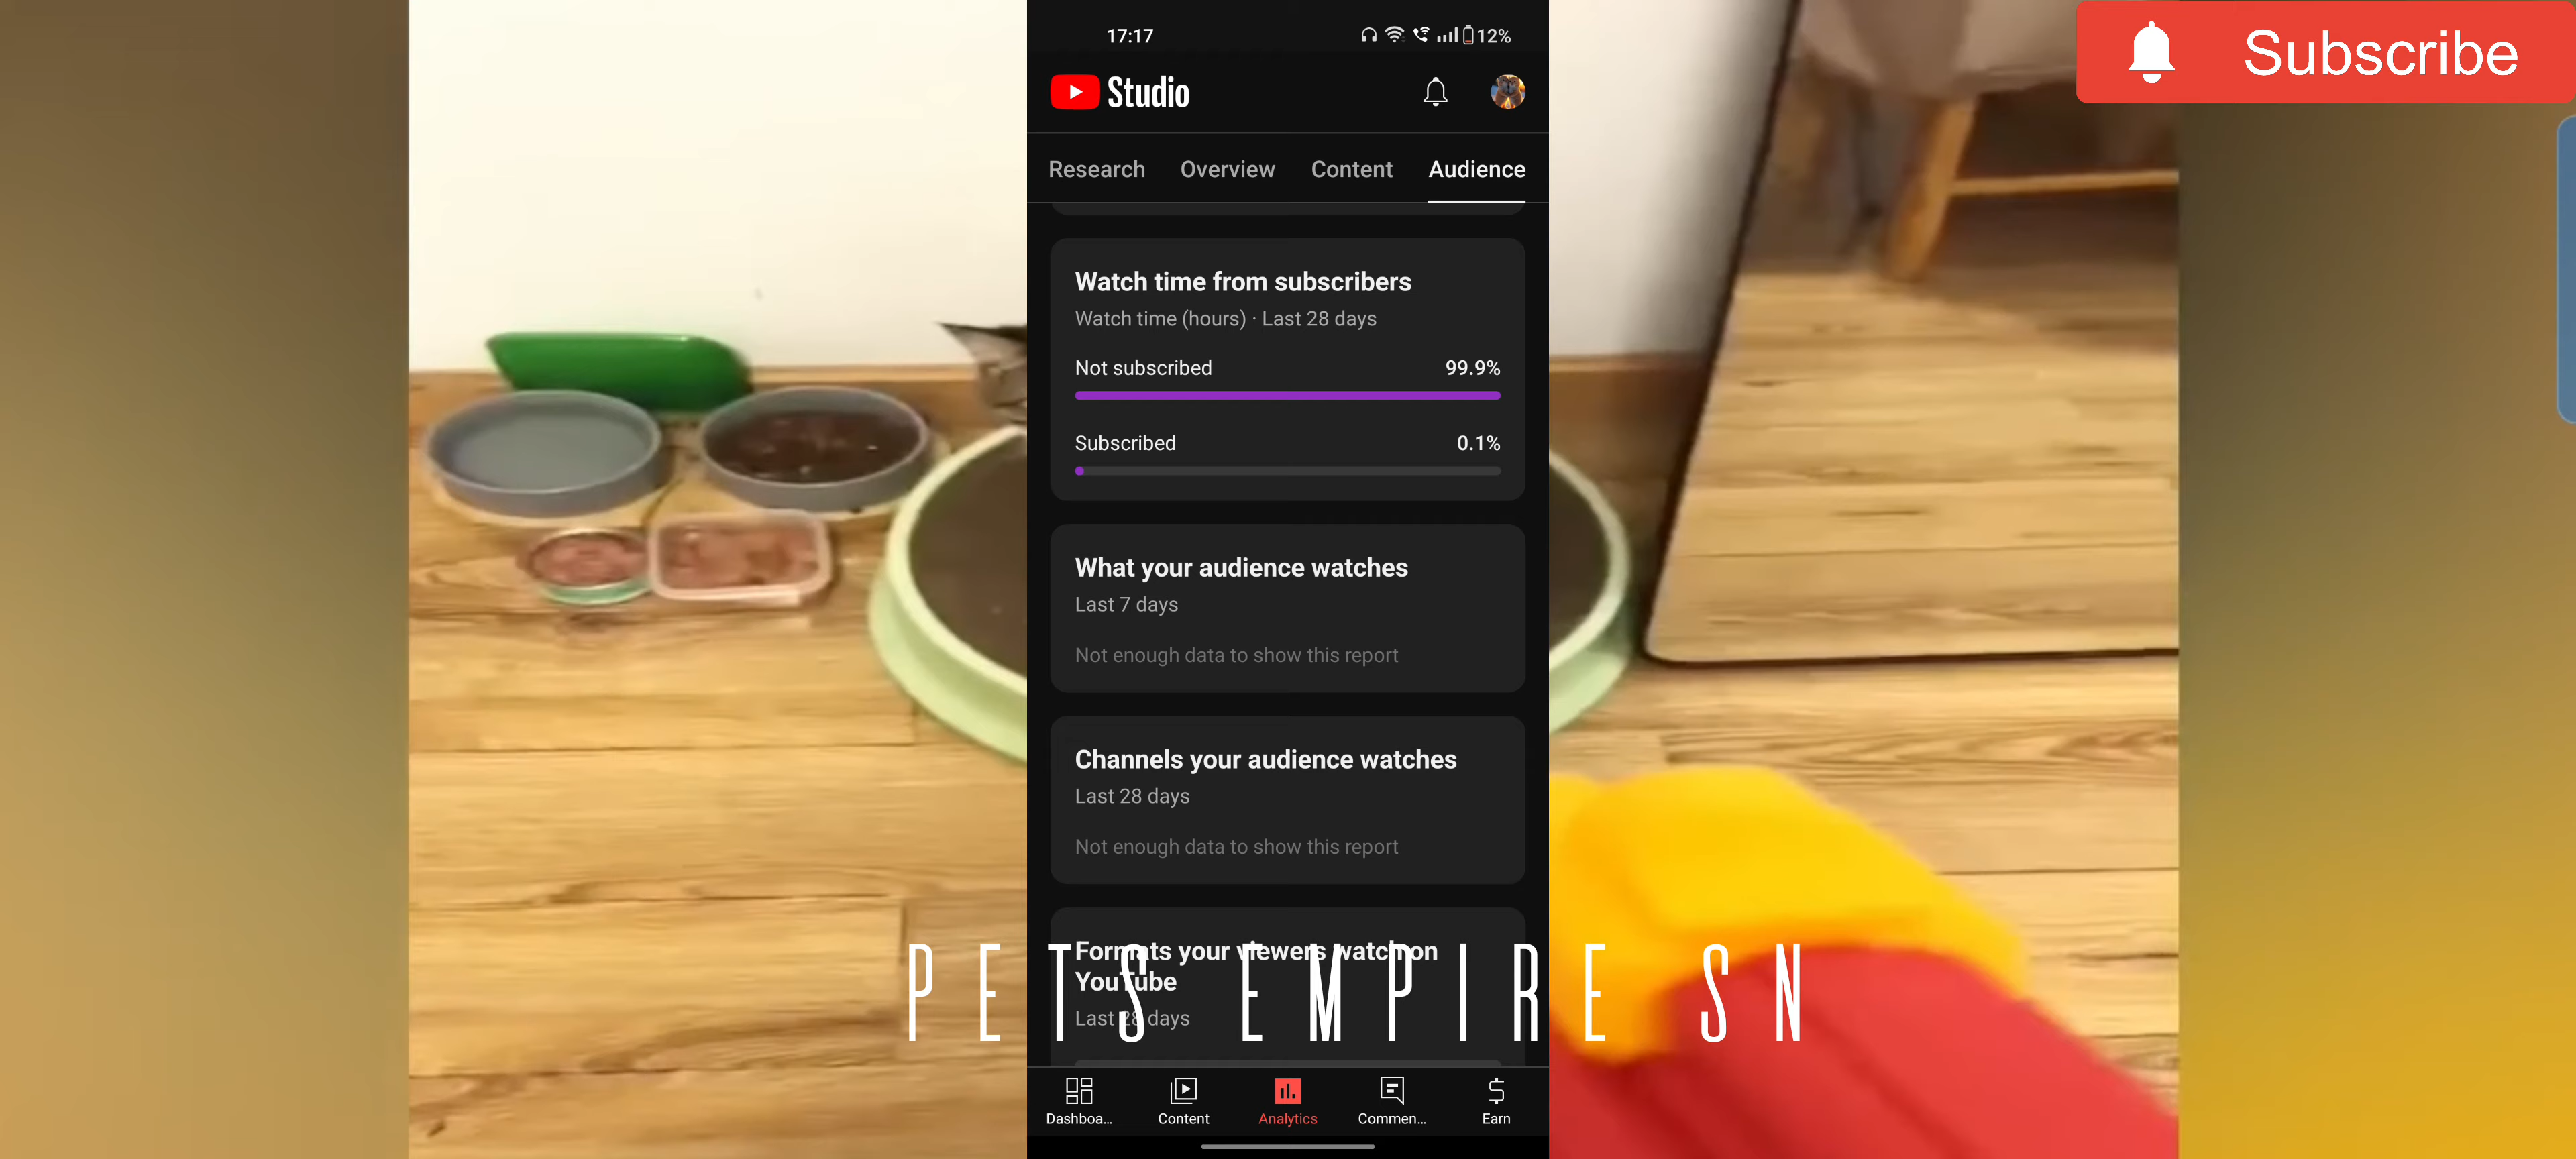 Subscribe
17:17
12%
Studio
Research Overview Content Audience
Watch time from subscribers
Watch time (hours) · Last 28 days
Not subscribed 99.9%
Subscribed 0.1%
What your audience watches
Last 7 days
Not enough data to show this report
Channels your audience watches
Last 28 days
Not enough data to show this report
Formats your viewers watch on
YouTube
Last 28 days
PETS EMPIRE SN
Dashboa... Content Analytics Commen... Earn